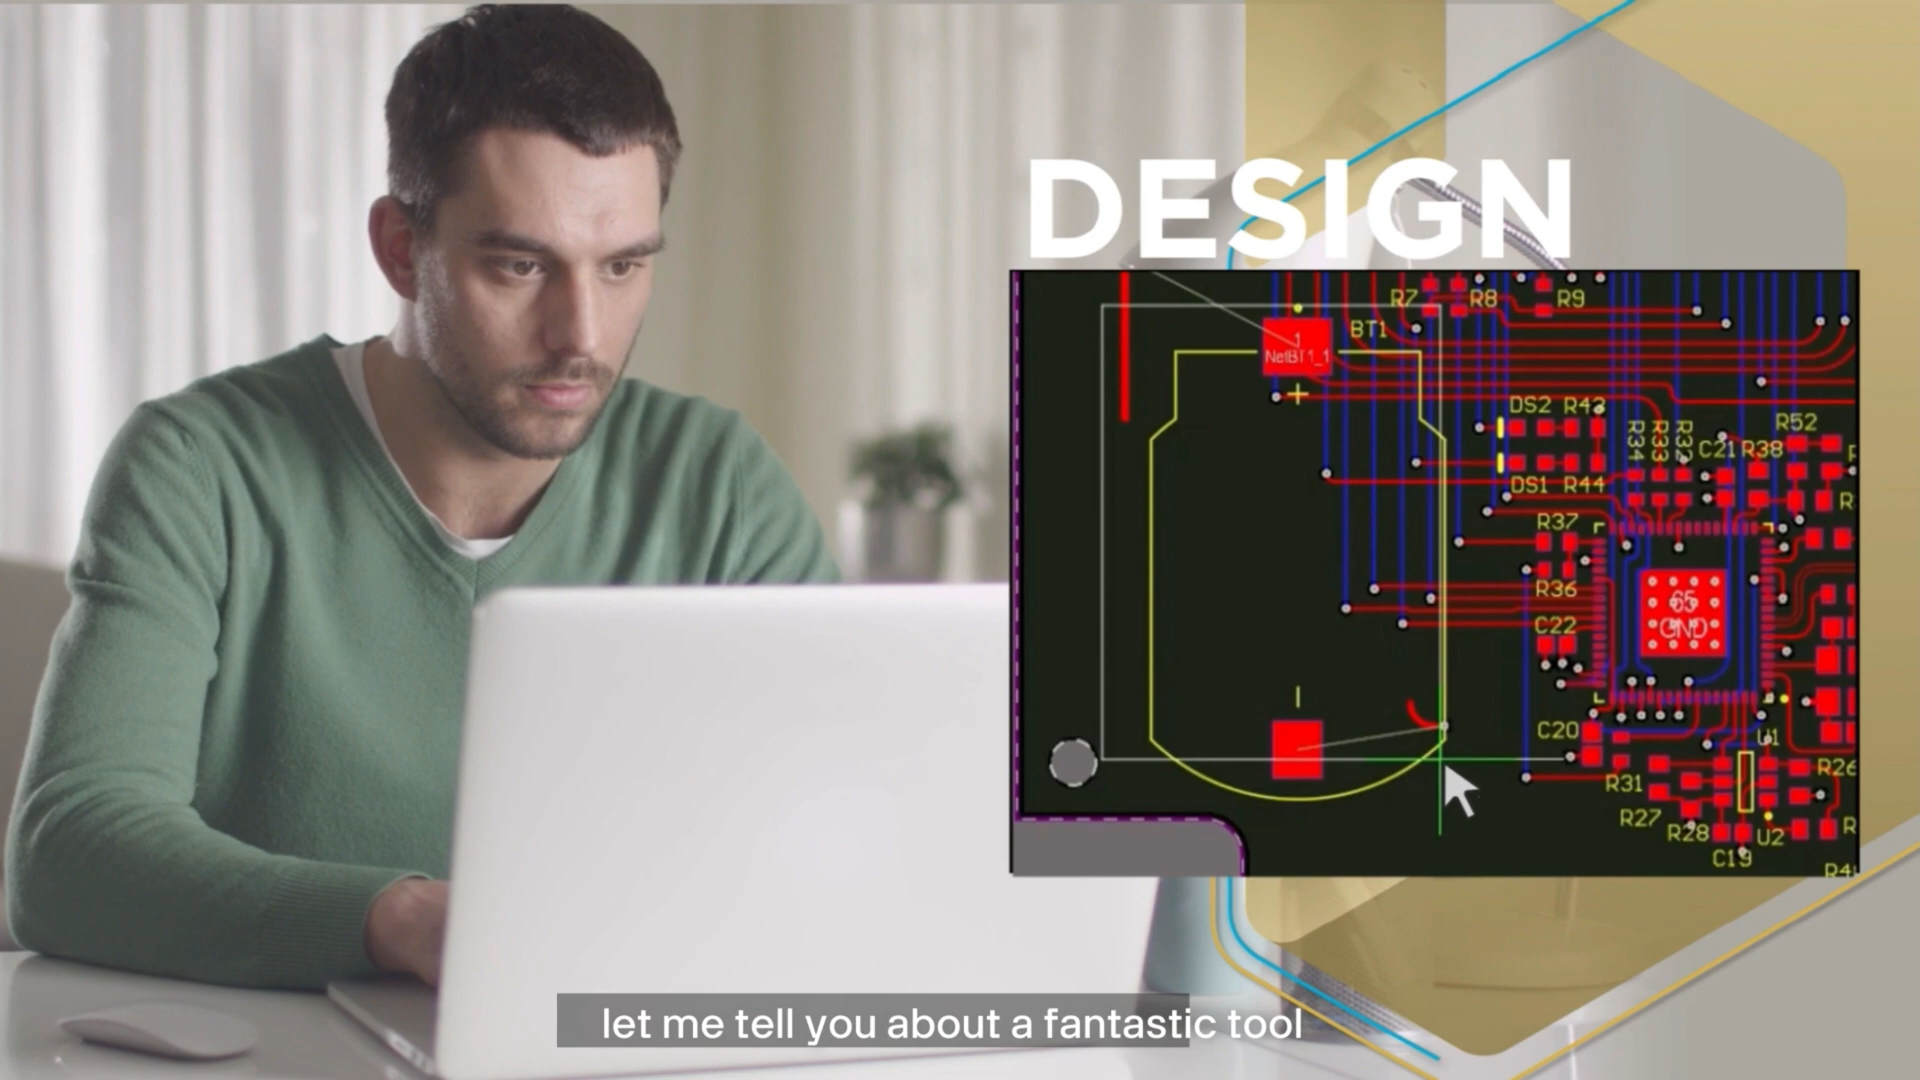 DESIGN
R7
R8
R9
BT1
1
NetBT1_1
+
DS2
R43
R34
R33
R32
C21
R38
R52
DS1
R44
R37
R36
65
GND
C22
C20
U1
R31
R26
R27
R28
U2
C19
let me tell you about a fantastic tool